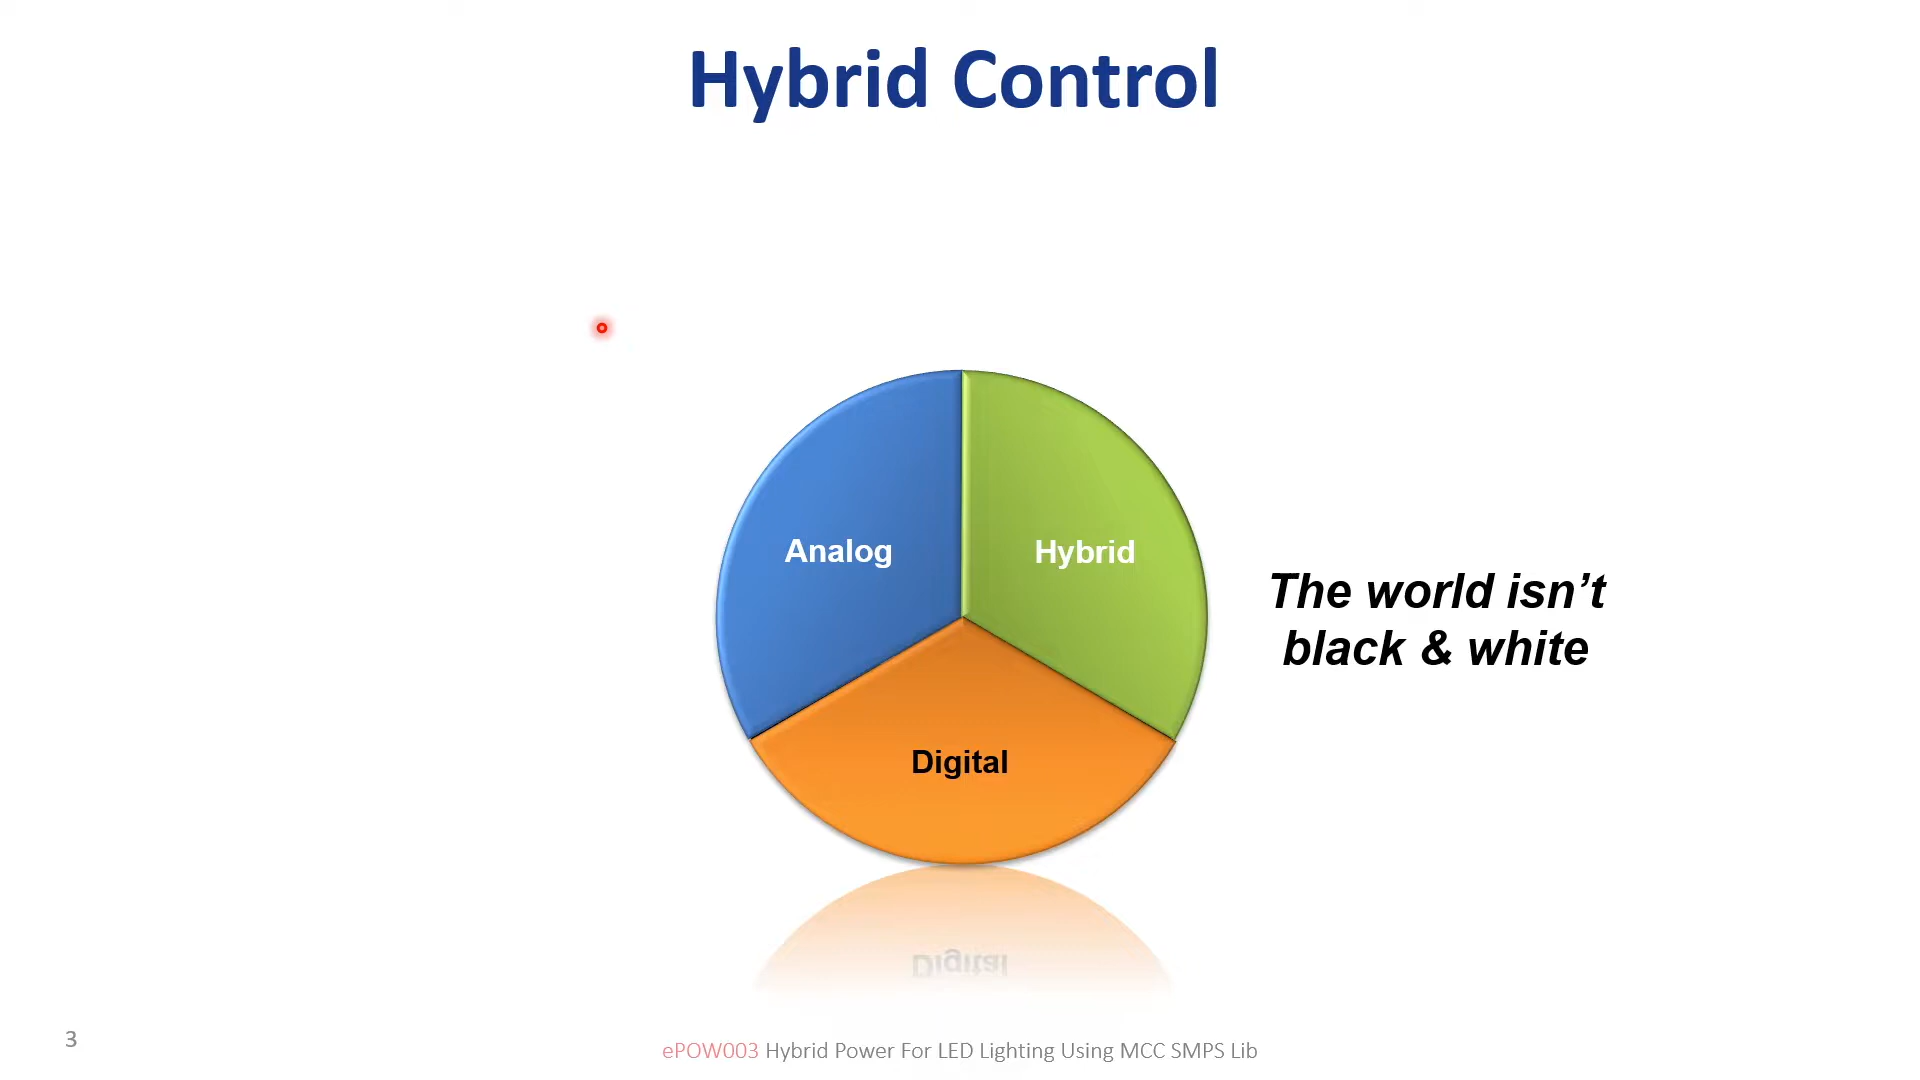 Hybrid Control
Analog
Hybrid
The world isn’t
black & white
Digital
Digital
3
ePOW003 Hybrid Power For LED Lighting Using MCC SMPS Lib